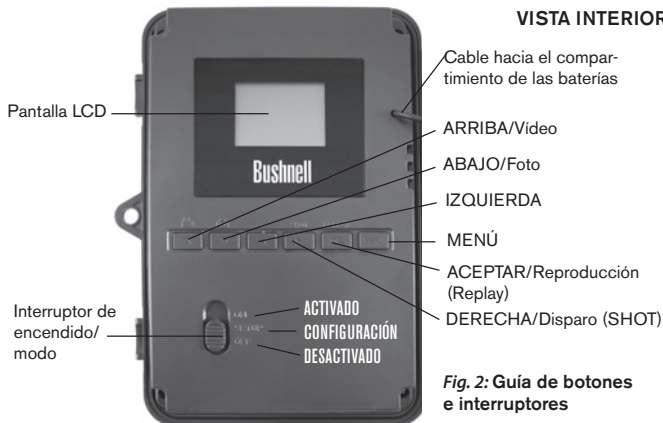 VISTA INTERIOR
Cable hacia el compar-
timiento de las baterías
Pantalla LCD
ARRIBA/Vídeo
ABAJO/Foto
Bushnell
IZQUIERDA
MENÚ
ACEPTAR/Reproducción
(Replay)
DERECHA/Disparo (SHOT)
Interruptor de
encendido/
modo
ACTIVADO
CONFIGURACIÓN
DESACTIVADO
Fig. 2: Guía de botones
e interruptores